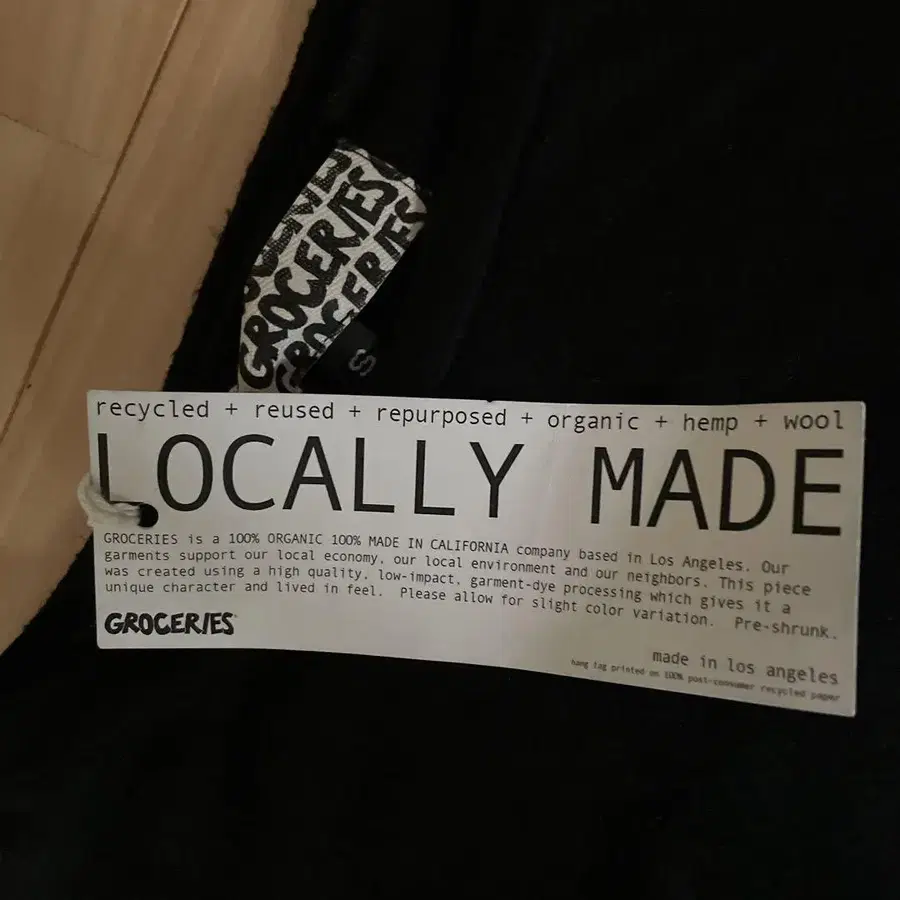 GROCERIES
GROCERIES
S
recycled + reused + repurposed + organic + hemp + wool
LOCALLY MADE
GROCERIES is a 100% ORGANIC 100% MADE IN CALIFORNIA company based in Los Angeles. Our
garments support our local economy, our local environment and our neighbors. This piece
was created using a high quality, low-impact, garment-dye processing which gives it a
unique character and lived in feel. Please allow for slight color variation. Pre-shrunk.
GROCERIES
made in los angeles
hang tag printed on 100% post-consumer recycled paper